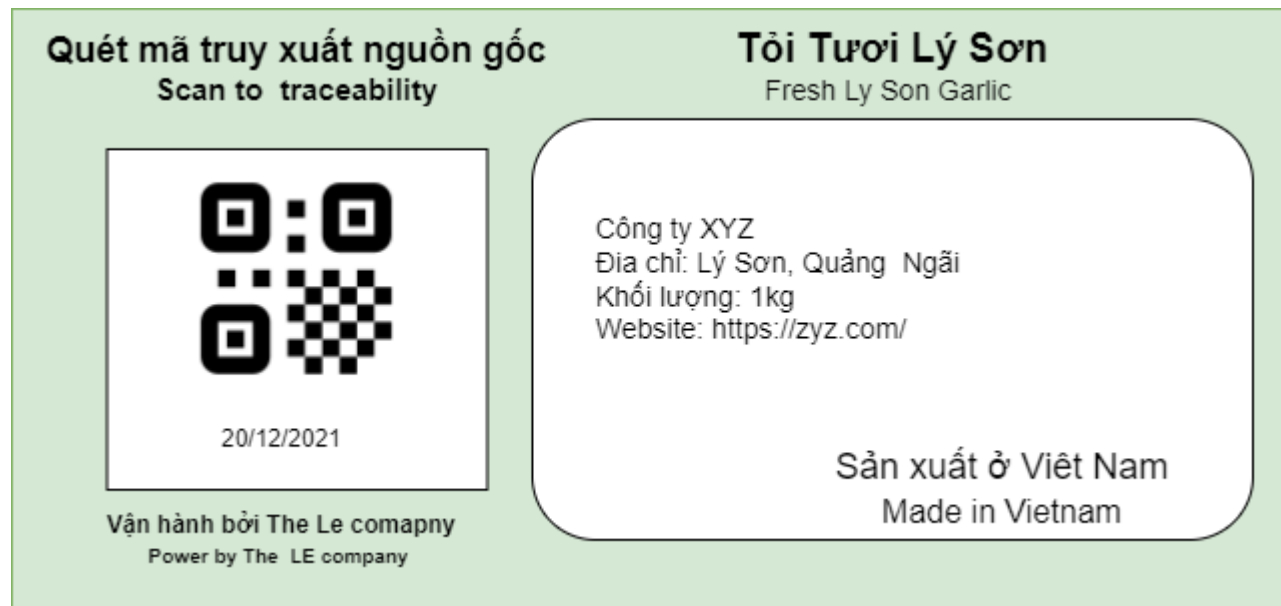 Quét mã truy xuất nguồn gốc
Scan to traceability
20/12/2021
Vận hành bởi The Le comapny
Power by The LE company
Tỏi Tươi Lý Sơn
Fresh Ly Son Garlic
Công ty XYZ
Đia chỉ: Lý Sơn, Quảng Ngãi
Khối lượng: 1kg
Website: https://zyz.com/
Sản xuất ở Viêt Nam
Made in Vietnam